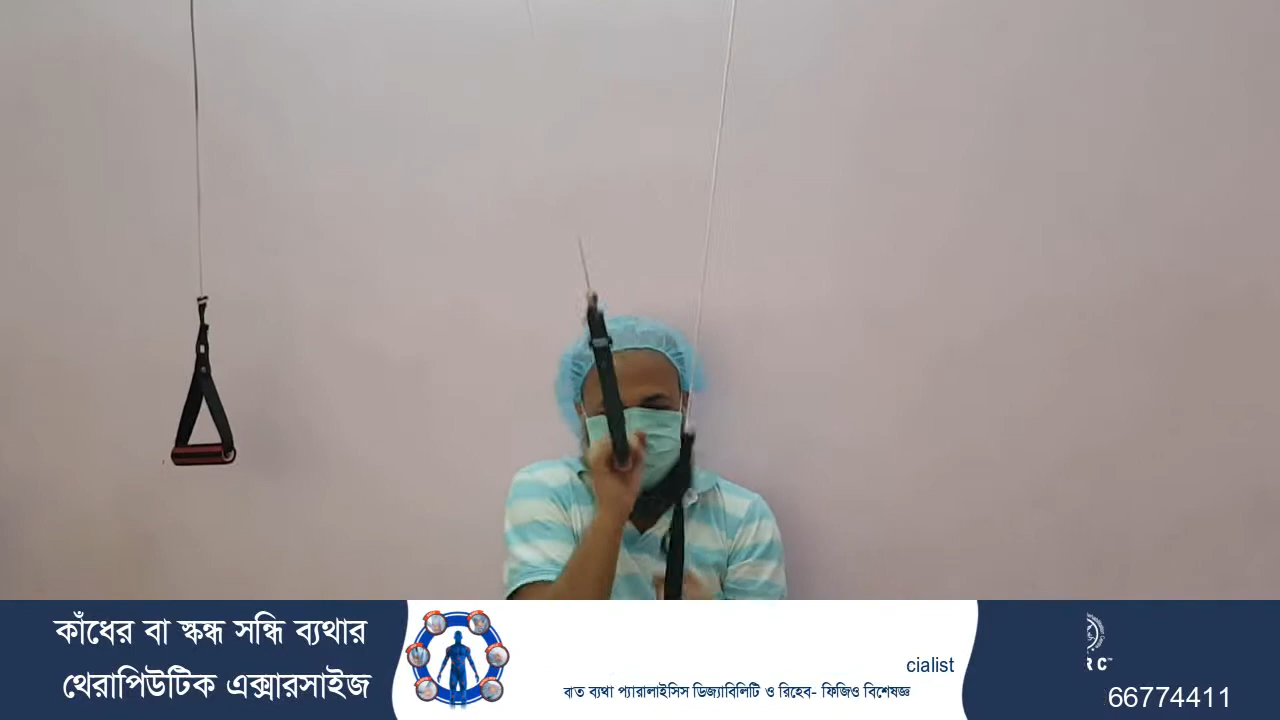 কাঁধের বা স্কন্ধ সন্ধি ব্যথার
থেরাপিউটিক এক্সারসাইজ
cialist
বাত ব্যথা প্যারালাইসিস ডিজ্যাবিলিটি ও রিহেব- ফিজিও বিশেষজ্ঞ
R C
66774411